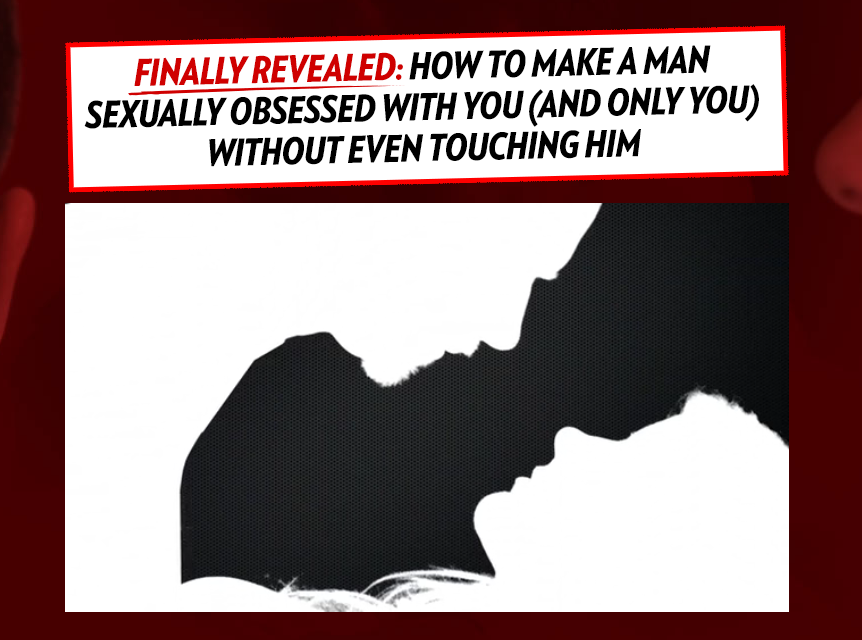 FINALLY REVEALED: HOW TO MAKE A MAN
SEXUALLY OBSESSED WITH YOU (AND ONLY YOU)
WITHOUT EVEN TOUCHING HIM